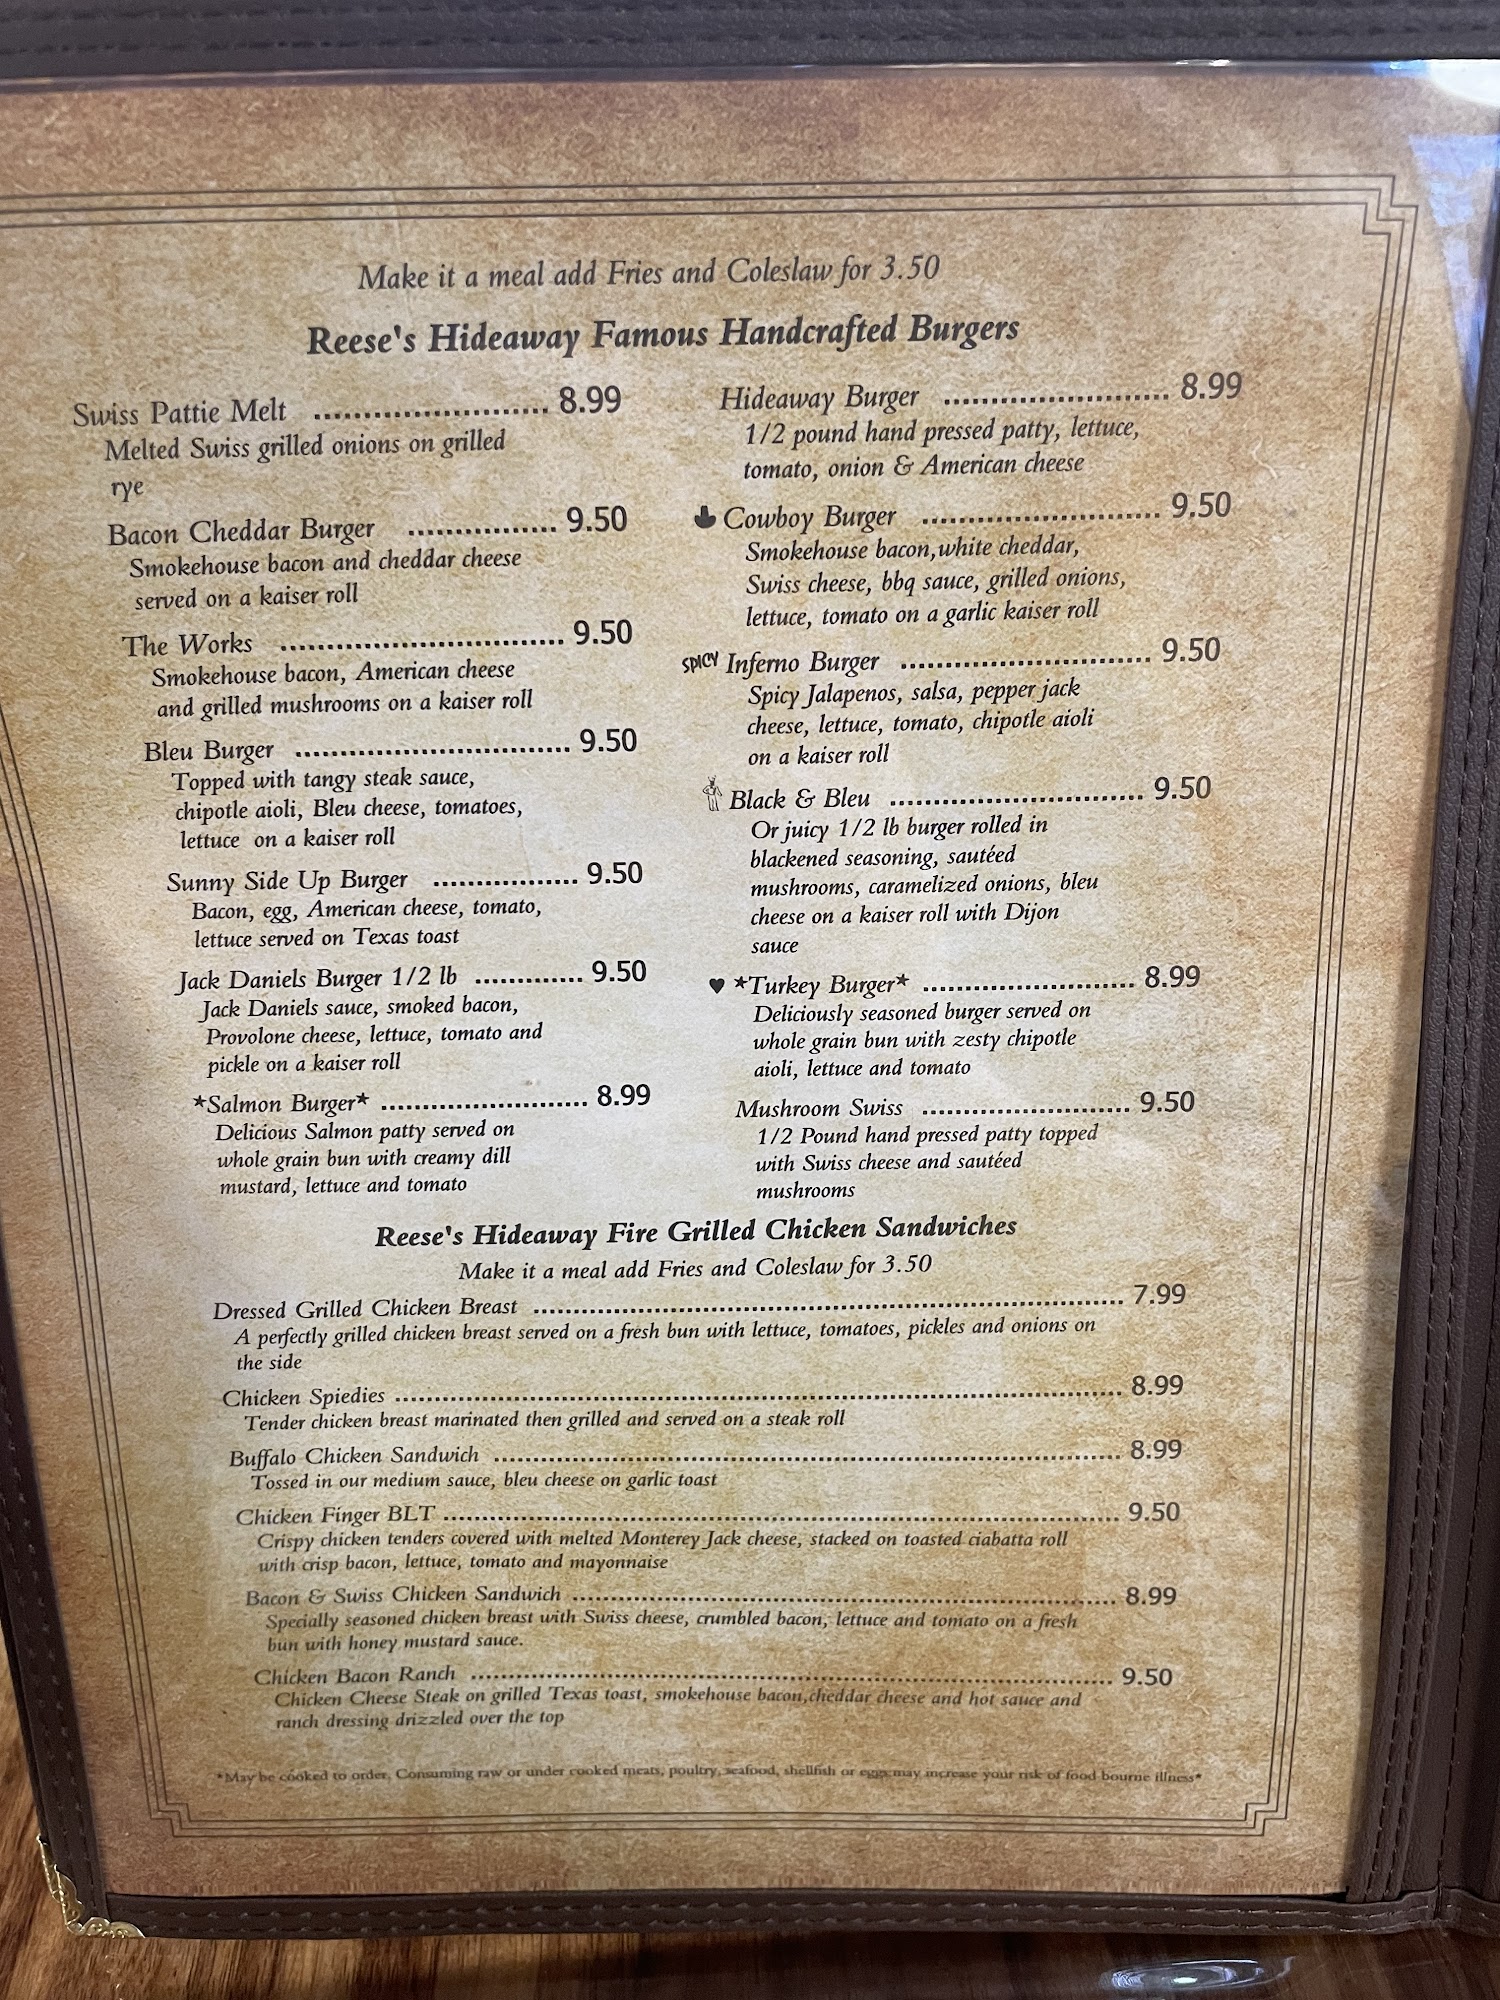 Make it a meal add Fries and Coleslaw for 3.50
Reese's Hideaway Famous Handcrafted Burgers
Swiss Pattie Melt ........................ 8.99
Melted Swiss grilled onions on grilled
rye
Bacon Cheddar Burger ............... 9.50
Smokehouse bacon and cheddar cheese
served on a kaiser roll
The Works ............................. 9.50
Smokehouse bacon, American cheese
and grilled mushrooms on a kaiser roll
Bleu Burger ............................ 9.50
Topped with tangy steak sauce,
chipotle aioli, Bleu cheese, tomatoes,
lettuce on a kaiser roll
Sunny Side Up Burger ................ 9.50
Bacon, egg, American cheese, tomato,
lettuce served on Texas toast
Jack Daniels Burger 1/2 lb ............ 9.50
Jack Daniels sauce, smoked bacon,
Provolone cheese, lettuce, tomato and
pickle on a kaiser roll
*Salmon Burger* ....................... 8.99
Delicious Salmon patty served on
whole grain bun with creamy dill
mustard, lettuce and tomato
Hideaway Burger ....................... 8.99
1/2 pound hand pressed patty, lettuce,
tomato, onion & American cheese
Cowboy Burger ........................ 9.50
Smokehouse bacon,white cheddar,
Swiss cheese, bbq sauce, grilled onions,
lettuce, tomato on a garlic kaiser roll
SPICY Inferno Burger ......................... 9.50
Spicy Jalapenos, salsa, pepper jack
cheese, lettuce, tomato, chipotle aioli
on a kaiser roll
Black & Bleu .......................... 9.50
Or juicy 1/2 lb burger rolled in
blackened seasoning, sautéed
mushrooms, caramelized onions, bleu
cheese on a kaiser roll with Dijon
sauce
*Turkey Burger* ...................... 8.99
Deliciously seasoned burger served on
whole grain bun with zesty chipotle
aioli, lettuce and tomato
Mushroom Swiss ..................... 9.50
1/2 Pound hand pressed patty topped
with Swiss cheese and sautéed
mushrooms
Reese's Hideaway Fire Grilled Chicken Sandwiches
Make it a meal add Fries and Coleslaw for 3.50
Dressed Grilled Chicken Breast ........................................................... 7.99
A perfectly grilled chicken breast served on a fresh bun with lettuce, tomatoes, pickles and onions on
the side
Chicken Spiedies ......................................................................... 8.99
Tender chicken breast marinated then grilled and served on a steak roll
Buffalo Chicken Sandwich ............................................................... 8.99
Tossed in our medium sauce, bleu cheese on garlic toast
Chicken Finger BLT .................................................................... 9.50
Crispy chicken tenders covered with melted Monterey Jack cheese, stacked on toasted ciabatta roll
with crisp bacon, lettuce, tomato and mayonnaise
Bacon & Swiss Chicken Sandwich ....................................................... 8.99
Specially seasoned chicken breast with Swiss cheese, crumbled bacon, lettuce and tomato on a fresh
bun with honey mustard sauce.
Chicken Bacon Ranch ................................................................. 9.50
Chicken Cheese Steak on grilled Texas toast, smokehouse bacon,cheddar cheese and hot sauce and
ranch dressing drizzled over the top
*May be cooked to order. Consuming raw or under cooked meats, poultry, seafood, shellfish or eggs may increase your risk of food bourne illness*